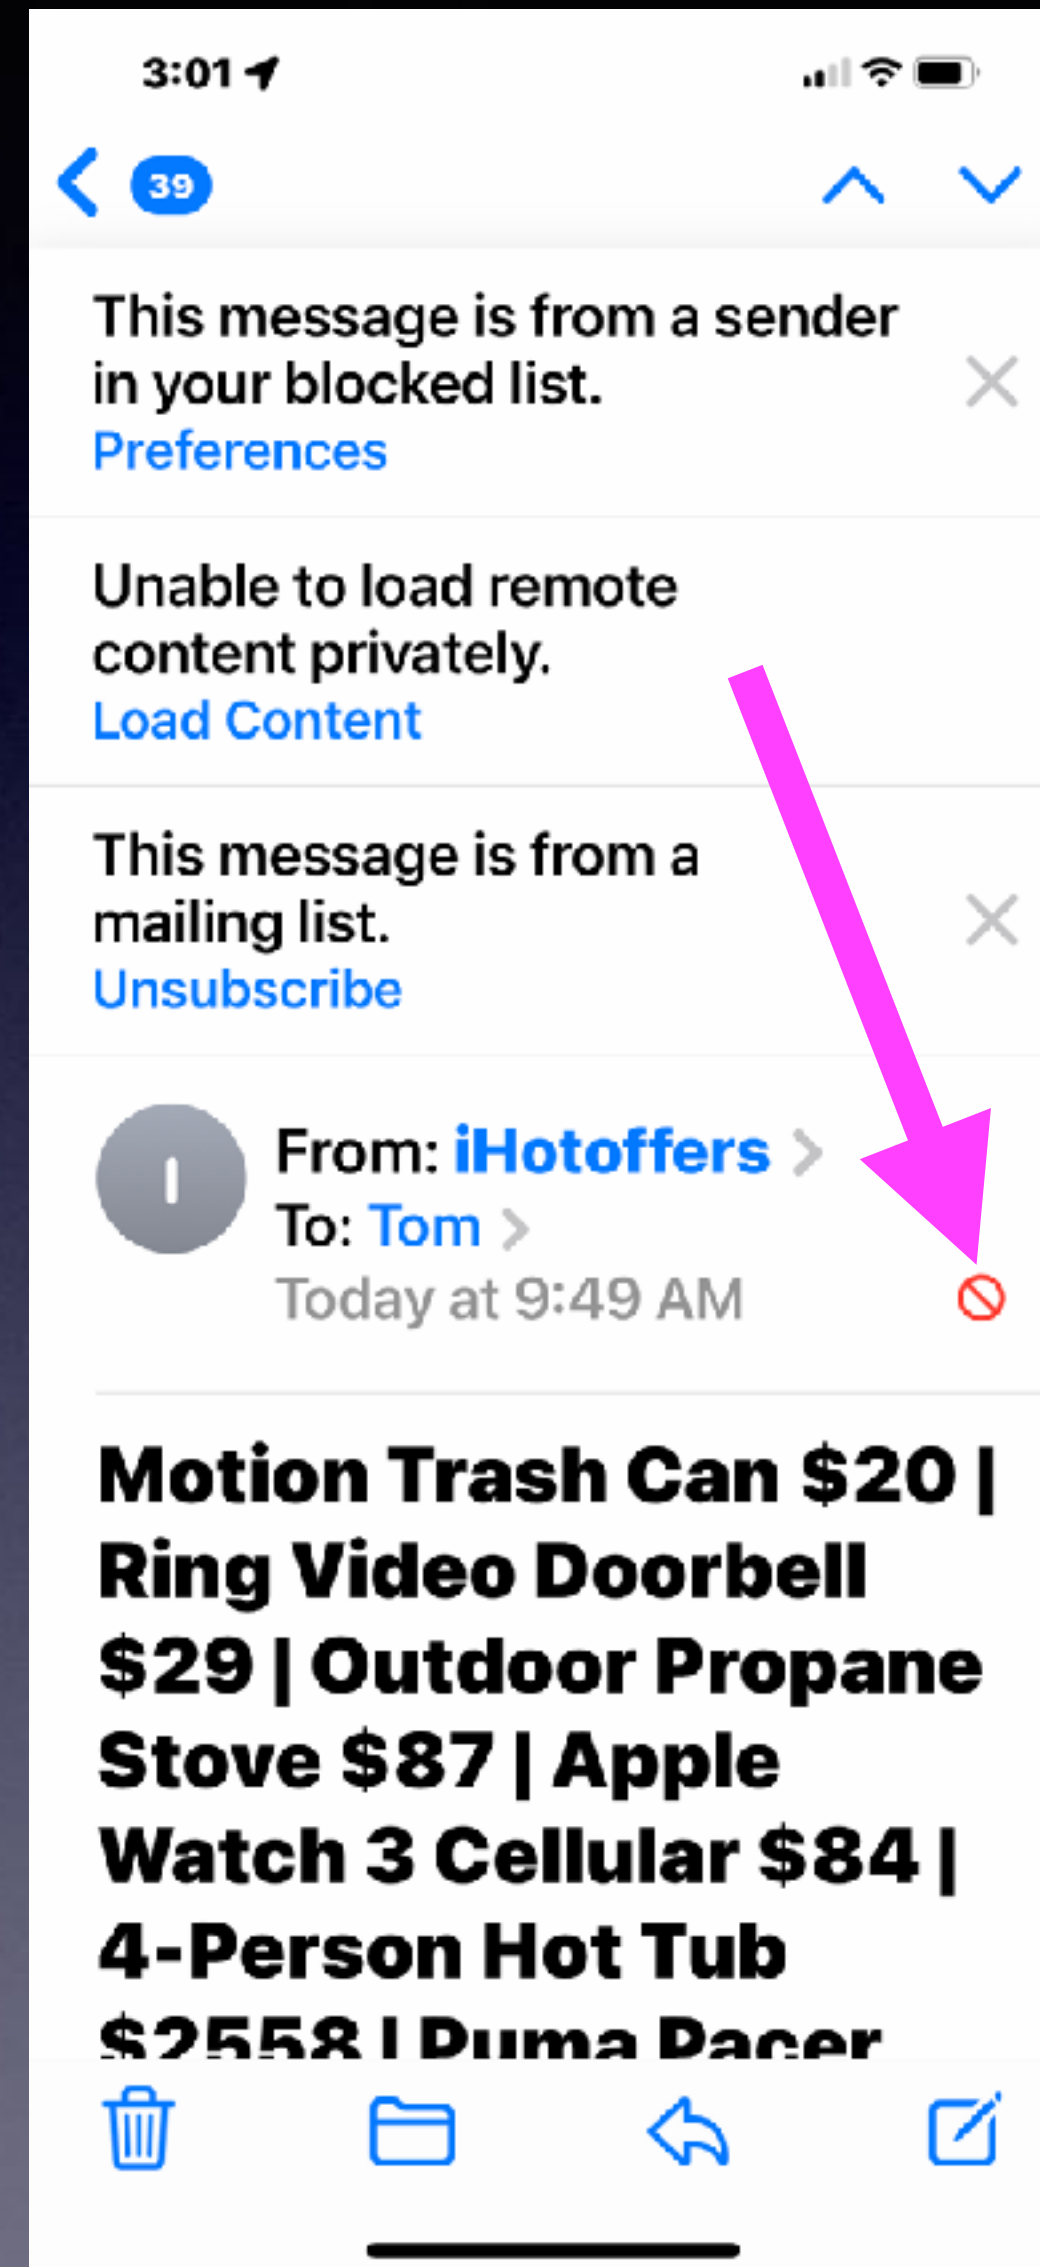 3:01
39
This message is from a sender
in your blocked list.
Preferences
Unable to load remote
content privately.
Load Content
This message is from a
mailing list.
Unsubscribe
I
From: iHotoffers
To: Tom
Today at 9:49 AM
Motion Trash Can $20 |
Ring Video Doorbell
$29 | Outdoor Propane
Stove $87 | Apple
Watch 3 Cellular $84 |
4-Person Hot Tub
$2558 | Puma Pacer